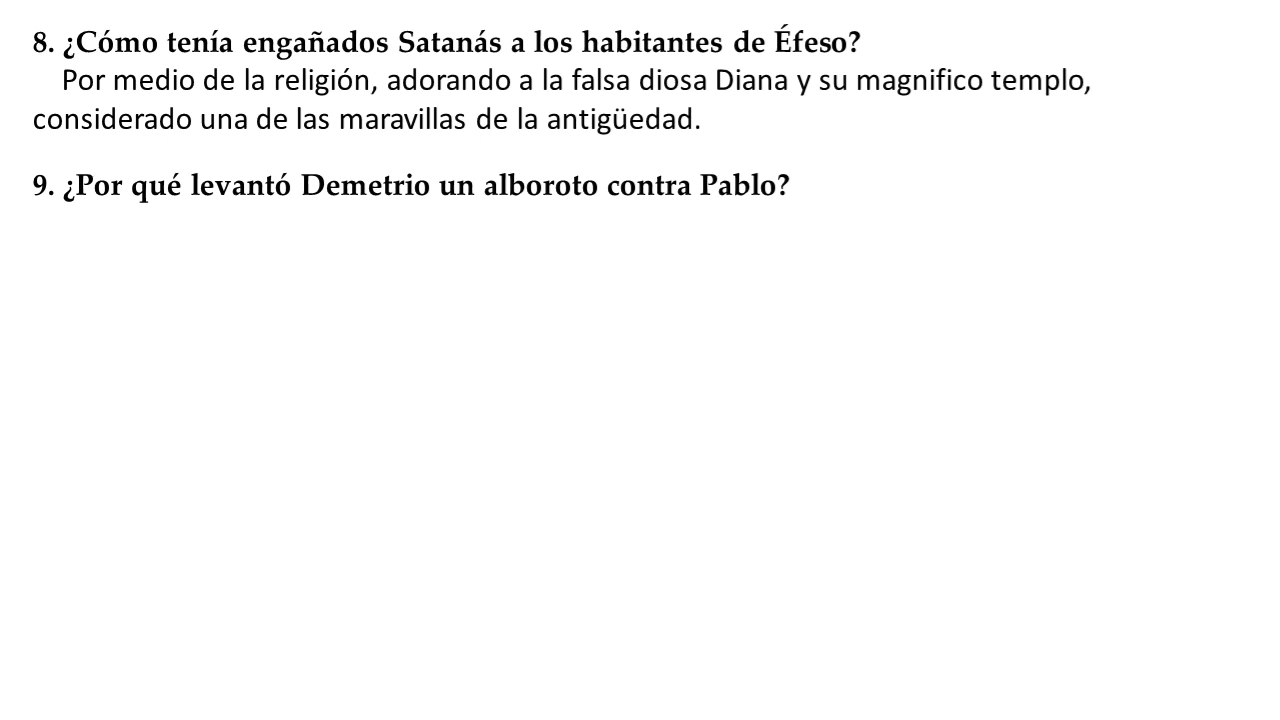 8. ¿Cómo tenía engañados Satanás a los habitantes de Éfeso?
Por medio de la religión, adorando a la falsa diosa Diana y su magnifico templo,
considerado una de las maravillas de la antigüedad.
9. ¿Por qué levantó Demetrio un alboroto contra Pablo?